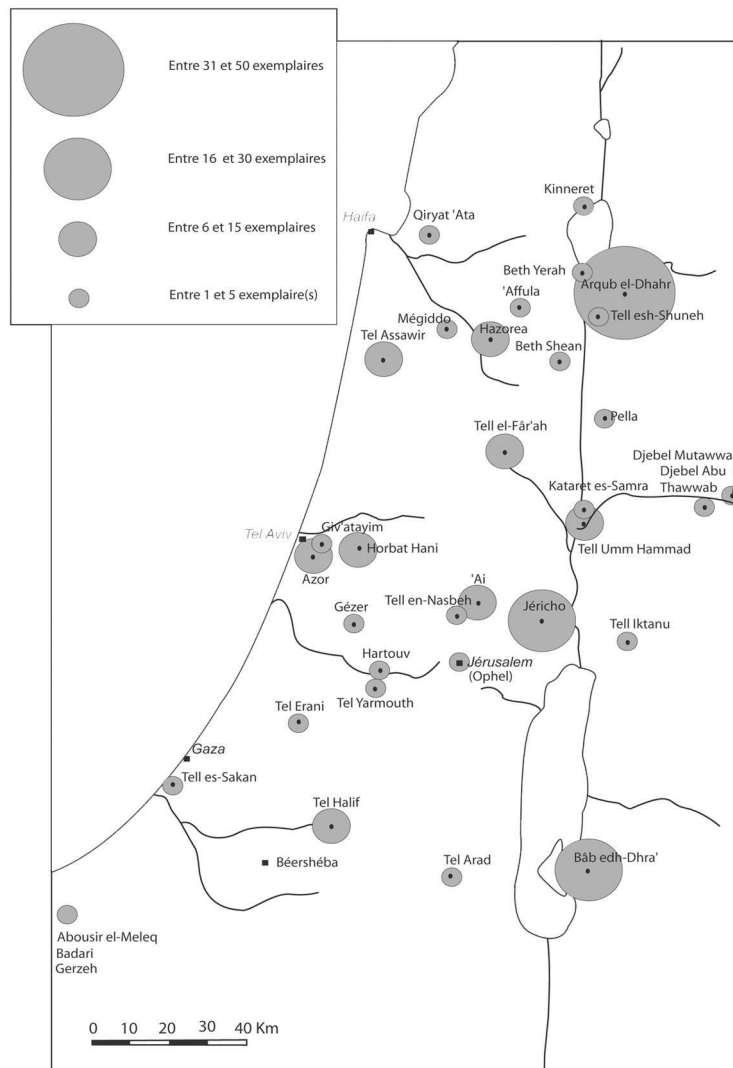 Entre 31 et 50 exemplaires
Entre 16 et 30 exemplaires
Entre 6 et 15 exemplaires
Entre 1 et 5 exemplaire(s)
Kinneret
Haifa
Qiryat 'Ata
Beth Yerah
Arqub el-Dhahr
'Affula
Tell esh-Shuneh
Mégiddo
Hazorea
Tel Assawir
Beth Shean
Pella
Tell el-Fâr'ah
Djebel Mutawwa
Djebel Abu
Thawwab
Kataret es-Samra
Tel Aviv
Giv'atayim
Horbat Hani
Tell Umm Hammad
Azor
'Ai
Tell en-Nasbeh
Jéricho
Gézer
Tell Iktanu
Hartouv
Jérusalem
(Ophel)
Tel Yarmouth
Tel Erani
Gaza
Tell es-Sakan
Tel Halif
Béershéba
Tel Arad
Bâb edh-Dhra'
Abousir el-Meleq
Badari
Gerzeh
0 10 20 30 40 Km